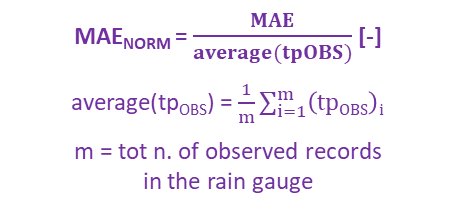 MAE_NORM = MAE / average(tpOBS) [-]
average(tp_OBS) = 1/m ∑_{i=1}^{m} (tp_OBS)_i
m = tot n. of observed records
in the rain gauge